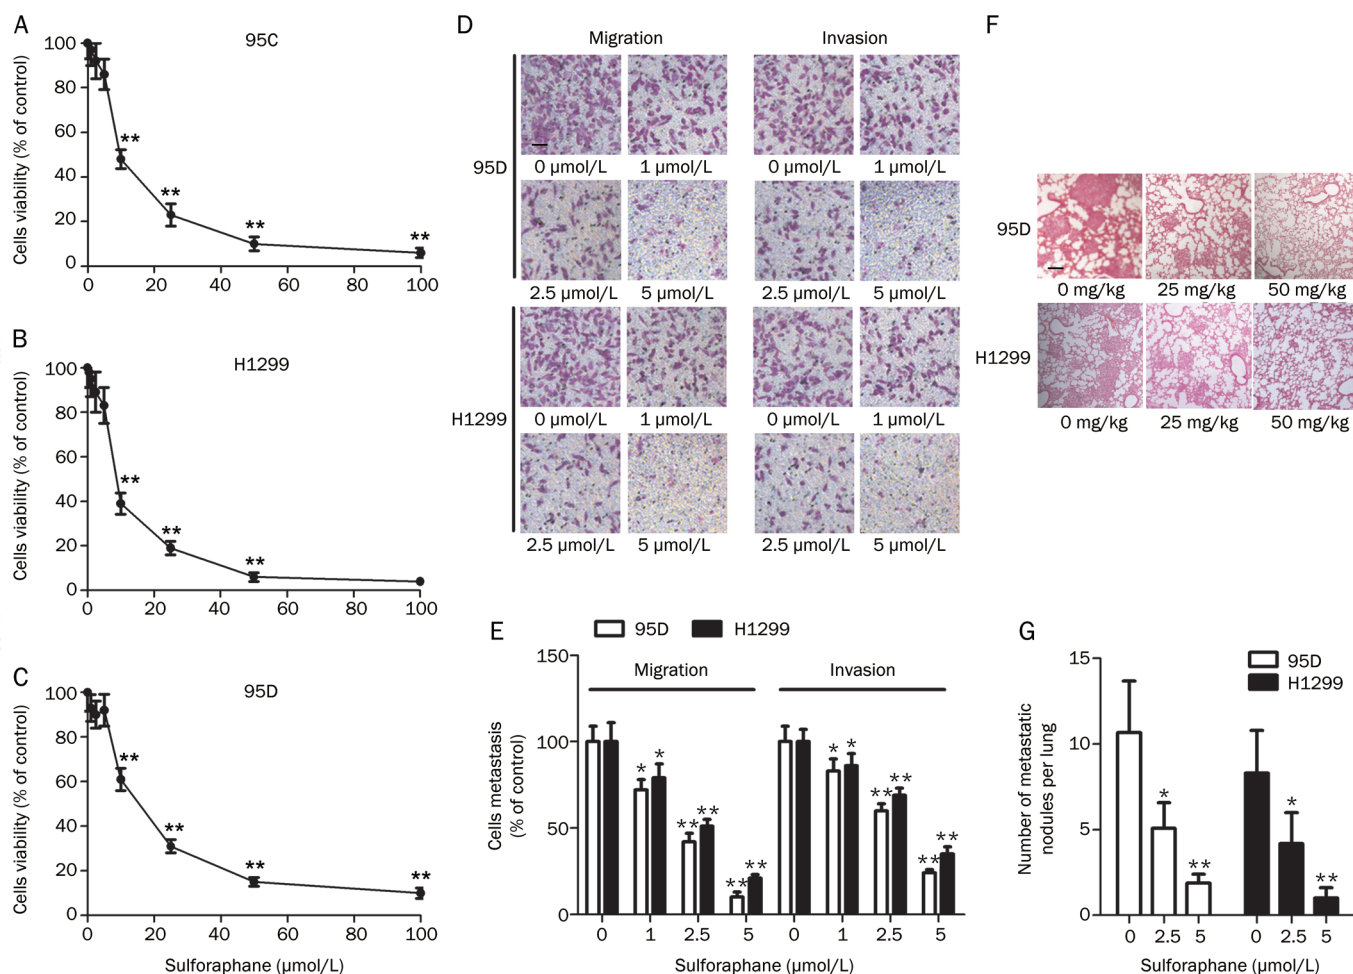 A
95C
Cells viability (% of control)
100
80
60
40
20
0
**
**
**
**
0 20 40 60 80 100
B
H1299
Cells viability (% of control)
100
80
60
40
20
0
**
**
**
0 20 40 60 80 100
C
95D
Cells viability (% of control)
100
80
60
40
20
0
**
**
**
**
0 20 40 60 80 100
Sulforaphane (µmol/L)
D
Migration Invasion
95D
0 µmol/L 1 µmol/L 0 µmol/L 1 µmol/L
2.5 µmol/L 5 µmol/L 2.5 µmol/L 5 µmol/L
H1299
0 µmol/L 1 µmol/L 0 µmol/L 1 µmol/L
2.5 µmol/L 5 µmol/L 2.5 µmol/L 5 µmol/L
E
95D H1299
Migration Invasion
Cells metastasis
(% of control)
150
100
50
0
* * ** ** ** ** * * ** ** ** **
0 1 2.5 5 0 1 2.5 5
Sulforaphane (µmol/L)
F
95D
0 mg/kg 25 mg/kg 50 mg/kg
H1299
0 mg/kg 25 mg/kg 50 mg/kg
G
95D
H1299
Number of metastatic
nodules per lung
15
10
5
0
* ** * **
0 2.5 5 0 2.5 5
Sulforaphane (µmol/L)